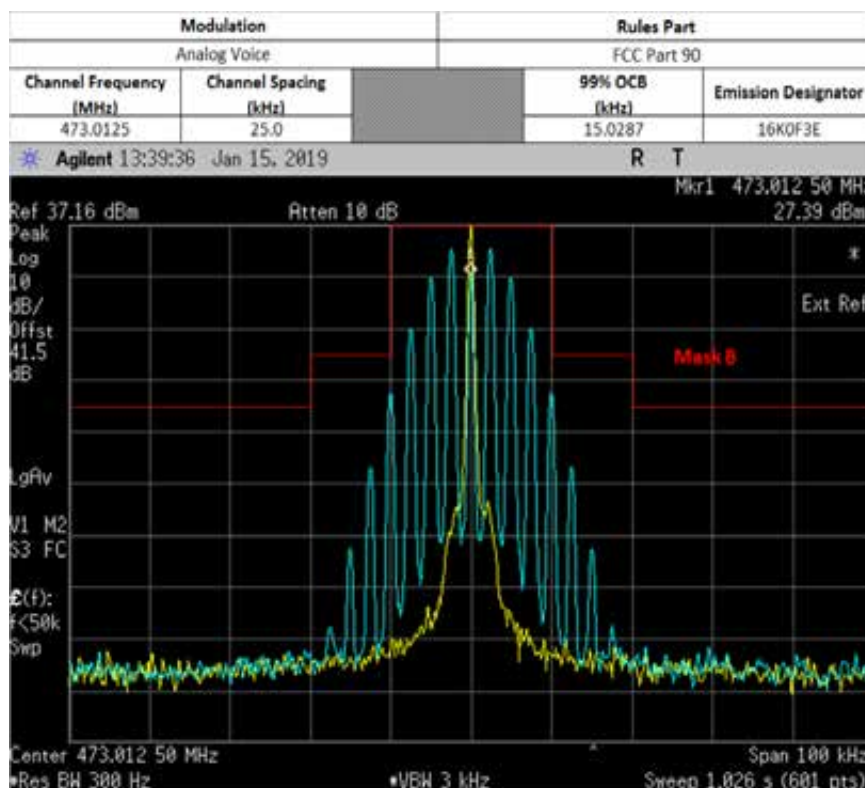 Modulation Rules Part
Analog Voice FCC Part 90
Channel Frequency (MHz) Channel Spacing (kHz) 99% OCB (kHz) Emission Designator
473.0125 25.0 15.0287 16K0F3E
Agilent 13:39:36 Jan 15, 2019 R T
Mkr1 473.012 50 MHz
Ref 37.16 dBm Atten 10 dB 27.39 dBm
Peak
Log
10
dB/
Offst
41.5
dB
*
Ext Ref
Mask B
LgAv
V1 M2
S3 FC
£(f):
f<50k
Swp
Center 473.012 50 MHz Span 100 kHz
*Res BW 300 Hz *VBW 3 kHz Sweep 1.026 s (601 pts)